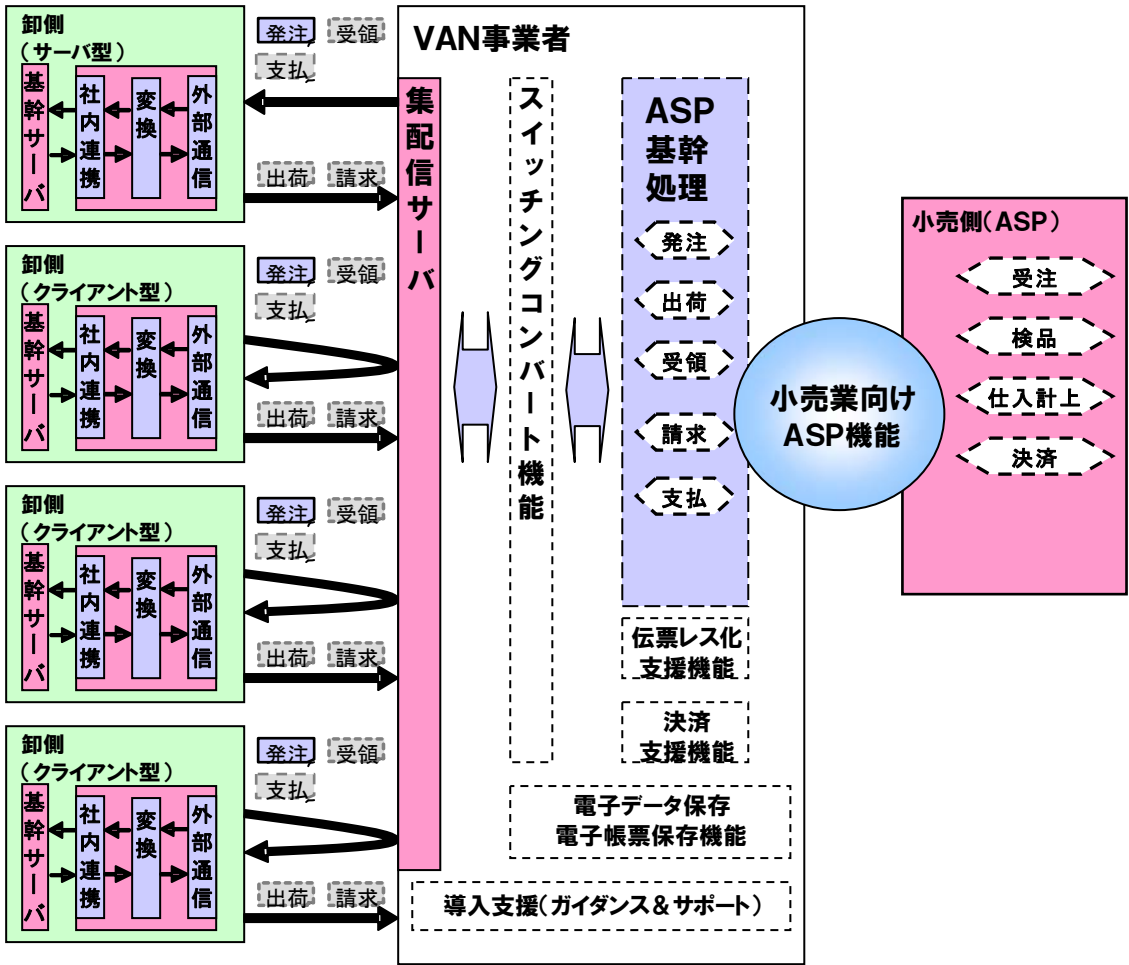 卸側
（サーバ型）
基幹サーバ
社内連携
変換
外部通信
発注
受領
支払
出荷
請求
卸側
（クライアント型）
基幹サーバ
社内連携
変換
外部通信
発注
受領
支払
出荷
請求
卸側
（クライアント型）
基幹サーバ
社内連携
変換
外部通信
発注
受領
支払
出荷
請求
卸側
（クライアント型）
基幹サーバ
社内連携
変換
外部通信
発注
受領
支払
出荷
請求
VAN事業者
集配信サーバ
スイッチングコンバート機能
ASP
基幹
処理
発注
出荷
受領
請求
支払
伝票レス化
支援機能
決済
支援機能
電子データ保存
電子帳票保存機能
導入支援（ガイダンス＆サポート）
小売業向け
ASP機能
小売側（ASP）
受注
検品
仕入計上
決済